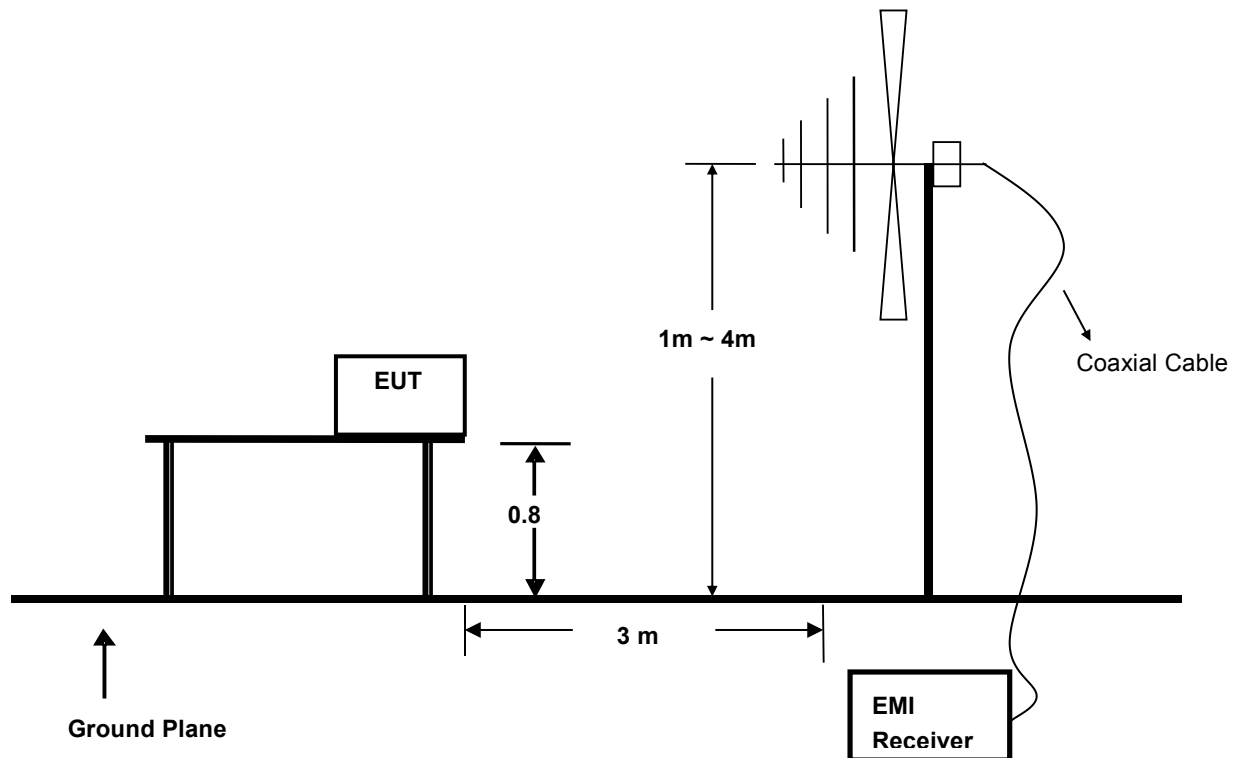 1m ~ 4m
EUT
Coaxial Cable
0.8
3 m
Ground Plane
EMI
Receiver